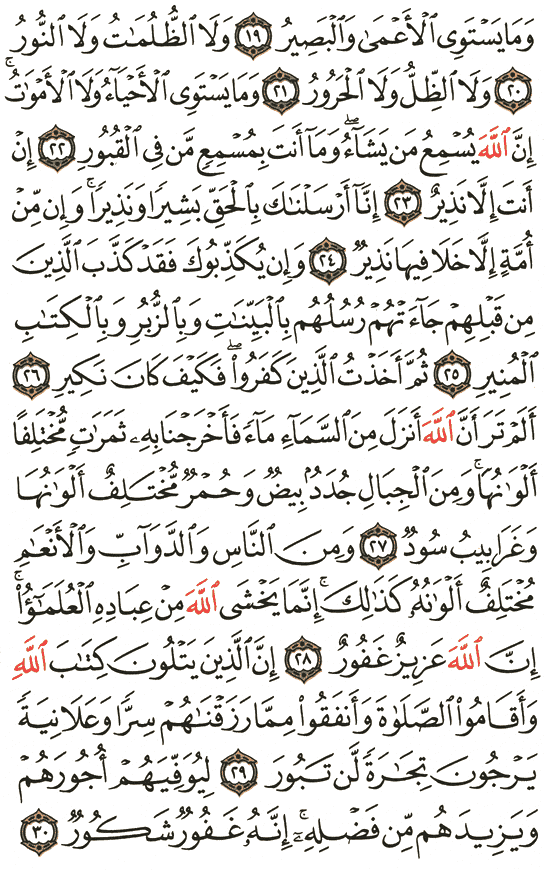 وَمَا يَسْتَوِى ٱلْأَعْمَىٰ وَٱلْبَصِيرُ ١٩ وَلَا ٱلظُّلُمَٰتُ وَلَا ٱلنُّورُ
٢٠ وَلَا ٱلظِّلُّ وَلَا ٱلْحَرُورُ ٢١ وَمَا يَسْتَوِى ٱلْأَحْيَآءُ وَلَا ٱلْأَمْوَٰتُ ۚ
إِنَّ ٱللَّهَ يُسْمِعُ مَن يَشَآءُ ۖ وَمَآ أَنتَ بِمُسْمِعٍ مَّن فِى ٱلْقُبُورِ ٢٢ إِنْ
أَنتَ إِلَّا نَذِيرٌ ٢٣ إِنَّآ أَرْسَلْنَٰكَ بِٱلْحَقِّ بَشِيرًا وَنَذِيرًا ۚ وَإِن مِّنْ
أُمَّةٍ إِلَّا خَلَا فِيهَا نَذِيرٌ ٢٤ وَإِن يُكَذِّبُوكَ فَقَدْ كَذَّبَ ٱلَّذِينَ
مِن قَبْلِهِمْ جَآءَتْهُمْ رُسُلُهُم بِٱلْبَيِّنَٰتِ وَبِٱلزُّبُرِ وَبِٱلْكِتَٰبِ
ٱلْمُنِيرِ ٢٥ ثُمَّ أَخَذْتُ ٱلَّذِينَ كَفَرُوا۟ ۖ فَكَيْفَ كَانَ نَكِيرِ ٢٦
أَلَمْ تَرَ أَنَّ ٱللَّهَ أَنزَلَ مِنَ ٱلسَّمَآءِ مَآءً فَأَخْرَجْنَا بِهِۦ ثَمَرَٰتٍ مُّخْتَلِفًا
أَلْوَٰنُهَا ۚ وَمِنَ ٱلْجِبَالِ جُدَدٌۢ بِيضٌ وَحُمْرٌ مُّخْتَلِفٌ أَلْوَٰنُهَا
وَغَرَابِيبُ سُودٌ ٢٧ وَمِنَ ٱلنَّاسِ وَٱلدَّوَآبِّ وَٱلْأَنْعَٰمِ
مُخْتَلِفٌ أَلْوَٰنُهُۥ كَذَٰلِكَ ۗ إِنَّمَا يَخْشَى ٱللَّهَ مِنْ عِبَادِهِ ٱلْعُلَمَٰٓؤُا۟ ۗ
إِنَّ ٱللَّهَ عَزِيزٌ غَفُورٌ ٢٨ إِنَّ ٱلَّذِينَ يَتْلُونَ كِتَٰبَ ٱللَّهِ
وَأَقَامُوا۟ ٱلصَّلَوٰةَ وَأَنفَقُوا۟ مِمَّا رَزَقْنَٰهُمْ سِرًّا وَعَلَانِيَةً
يَرْجُونَ تِجَٰرَةً لَّن تَبُورَ ٢٩ لِيُوَفِّيَهُمْ أُجُورَهُمْ
وَيَزِيدَهُم مِّن فَضْلِهِۦٓ ۚ إِنَّهُۥ غَفُورٌ شَكُورٌ ٣٠